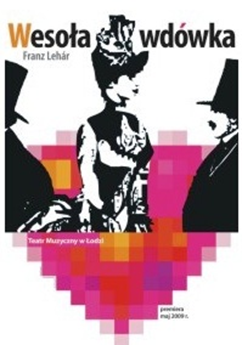 Wesoła wdówka
Franz Lehár
Teatr Muzyczny w Łodzi
premiera
maj 2009 r.